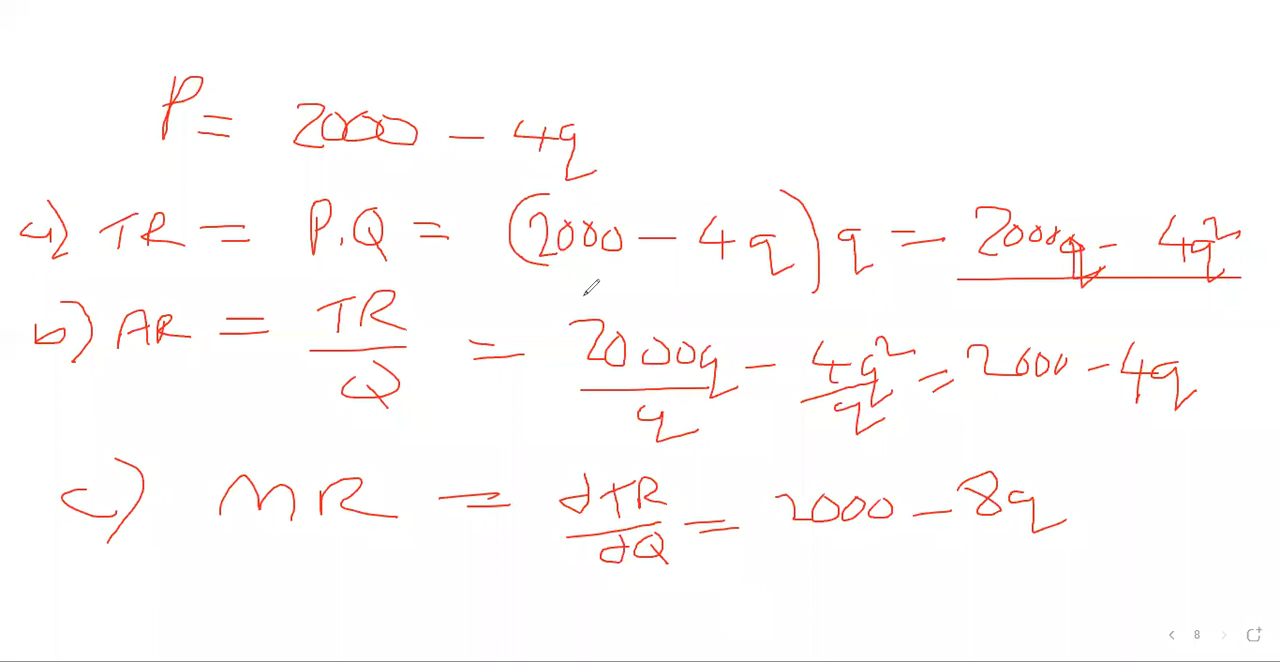 P = 2000 - 4q
a) TR = P.Q = (2000 - 4q) q = 2000q - 4q²
b) AR = TR/Q = 2000q/q - 4q²/q = 2000 - 4q
c) MR = dTR/dQ = 2000 - 8q
< 8 >